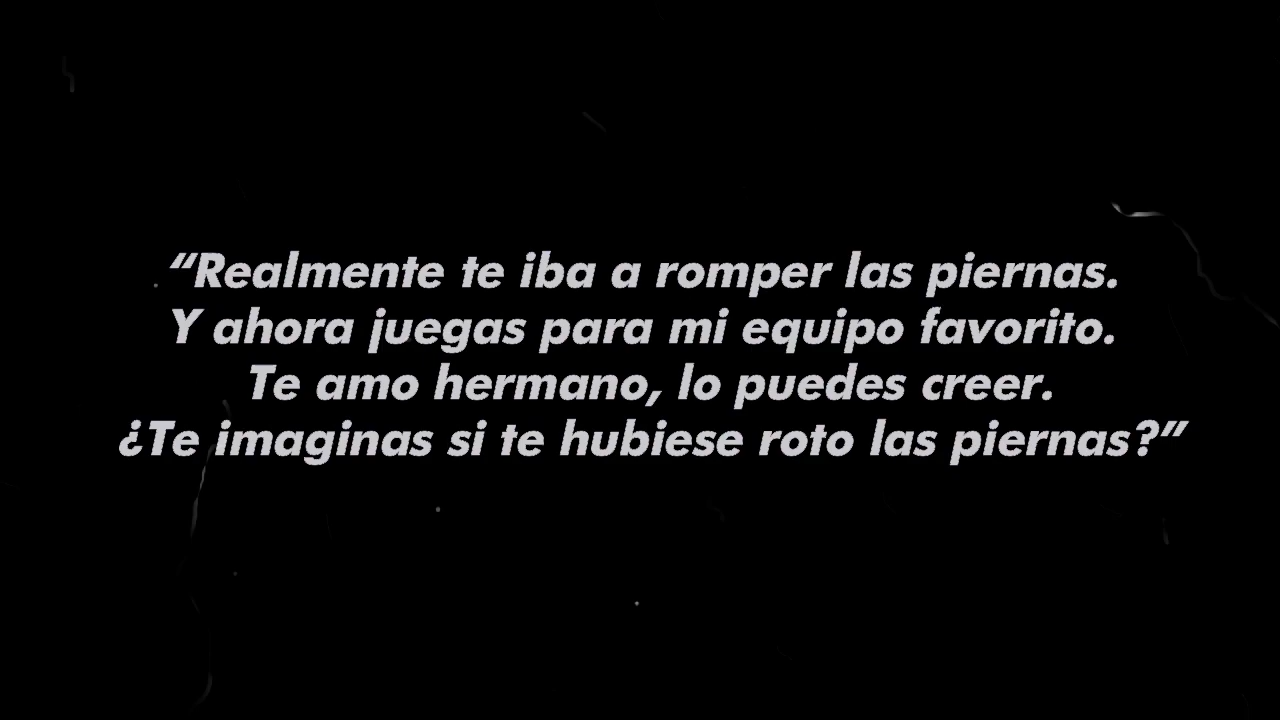 “Realmente te iba a romper las piernas.
Y ahora juegas para mi equipo favorito.
Te amo hermano, lo puedes creer.
¿Te imaginas si te hubiese roto las piernas?”